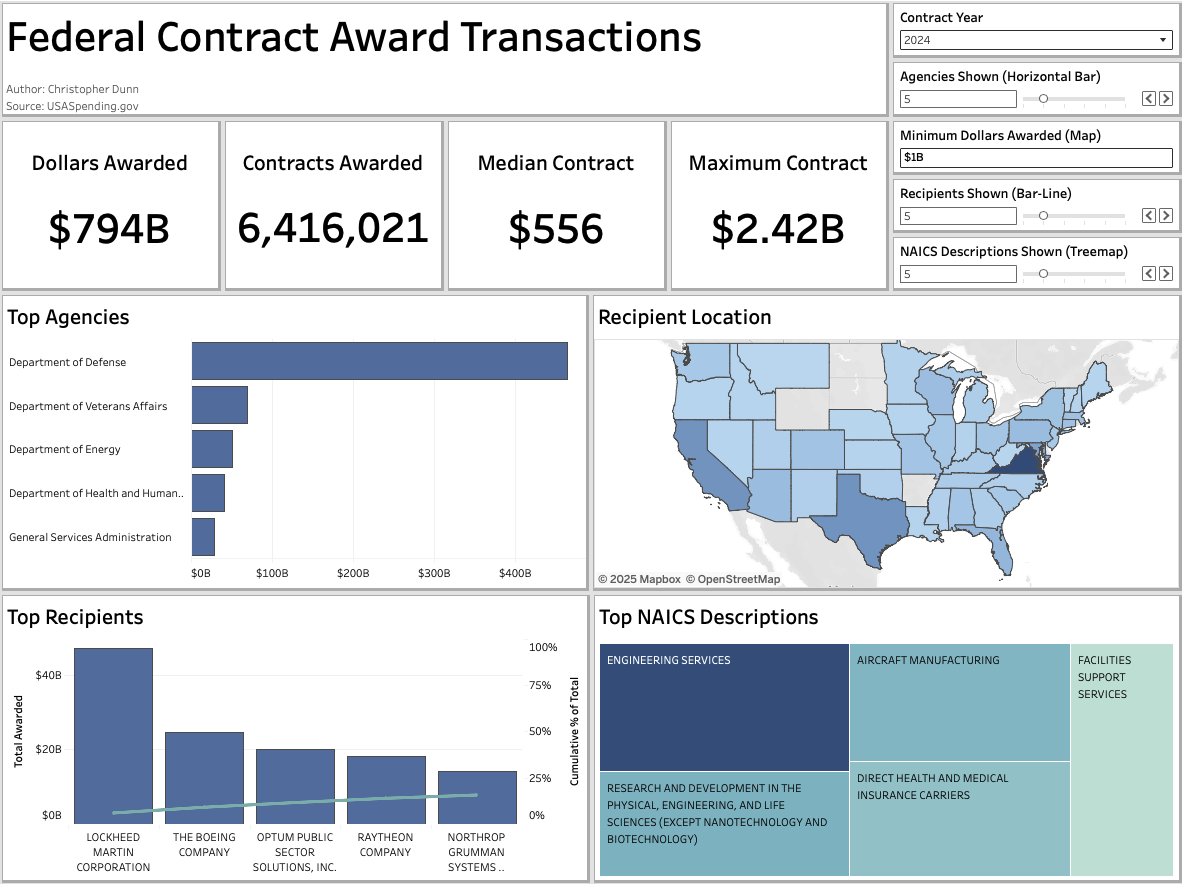 Federal Contract Award Transactions
Author: Christopher Dunn
Source: USASpending.gov
Contract Year
2024
Agencies Shown (Horizontal Bar)
5
Minimum Dollars Awarded (Map)
$1B
Recipients Shown (Bar-Line)
5
NAICS Descriptions Shown (Treemap)
5
Dollars Awarded
$794B
Contracts Awarded
6,416,021
Median Contract
$556
Maximum Contract
$2.42B
Top Agencies
Department of Defense
Department of Veterans Affairs
Department of Energy
Department of Health and Human..
General Services Administration
$0B $100B $200B $300B $400B
Recipient Location
© 2025 Mapbox © OpenStreetMap
Top Recipients
Total Awarded
$40B
$20B
$0B
100%
75%
50%
25%
0%
Cumulative % of Total
LOCKHEED
MARTIN
CORPORATION
THE BOEING
COMPANY
OPTUM PUBLIC
SECTOR
SOLUTIONS, INC.
RAYTHEON
COMPANY
NORTHROP
GRUMMAN
SYSTEMS ..
Top NAICS Descriptions
ENGINEERING SERVICES
RESEARCH AND DEVELOPMENT IN THE
PHYSICAL, ENGINEERING, AND LIFE
SCIENCES (EXCEPT NANOTECHNOLOGY AND
BIOTECHNOLOGY)
AIRCRAFT MANUFACTURING
DIRECT HEALTH AND MEDICAL
INSURANCE CARRIERS
FACILITIES
SUPPORT
SERVICES